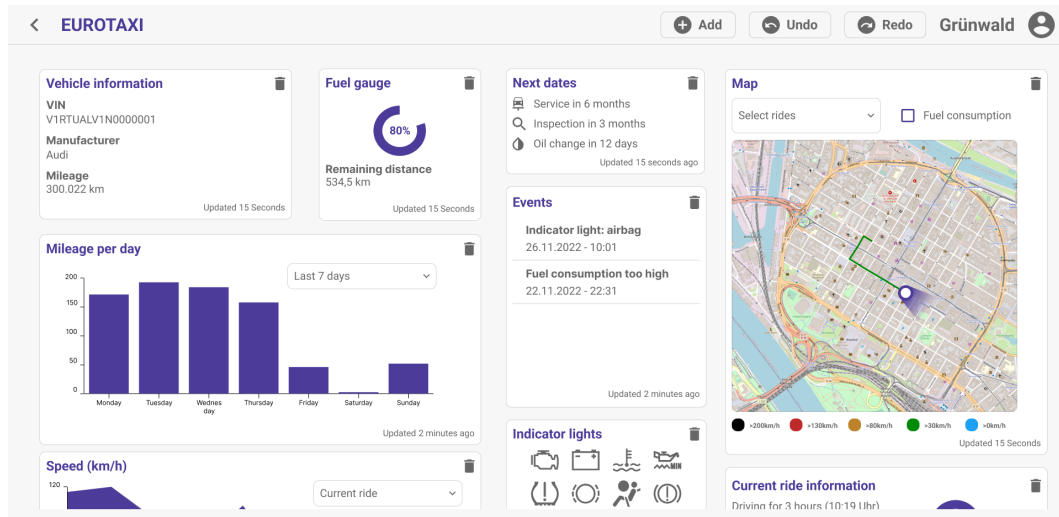 EUROTAXI
Add
Undo
Redo
Grünwald
Vehicle information
VIN
V1RTUALV1N0000001
Manufacturer
Audi
Mileage
300.022 km
Updated 15 Seconds
Fuel gauge
80%
Remaining distance
534,5 km
Updated 15 Seconds
Next dates
Service in 6 months
Inspection in 3 months
Oil change in 12 days
Updated 15 seconds ago
Map
Select rides
Fuel consumption
>200km/h >130km/h >80km/h >30km/h >0km/h
Updated 15 Seconds
Events
Indicator light: airbag
26.11.2022 - 10:01
Fuel consumption too high
22.11.2022 - 22:31
Updated 2 minutes ago
Mileage per day
Last 7 days
200
150
100
50
0
Monday Tuesday Wednes Thursday Friday Saturday Sunday
day
Updated 2 minutes ago
Indicator lights
MIN
Speed (km/h)
120
Current ride
Current ride information
Driving for 3 hours (10:19 Uhr)